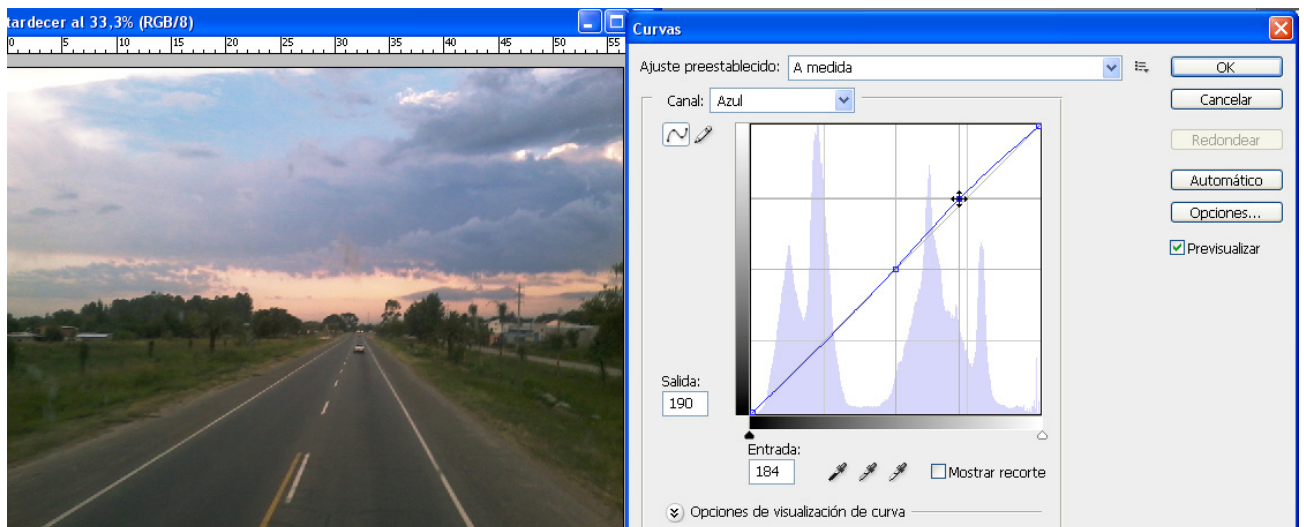 tardecer al 33,3% (RGB/8)
0 5 10 15 20 25 30 35 40 45 50 55
Curvas
Ajuste preestablecido: A medida
OK
Canal: Azul
Cancelar
Redondear
Automático
Opciones...
Previsualizar
Salida:
190
Entrada:
184
Mostrar recorte
Opciones de visualización de curva